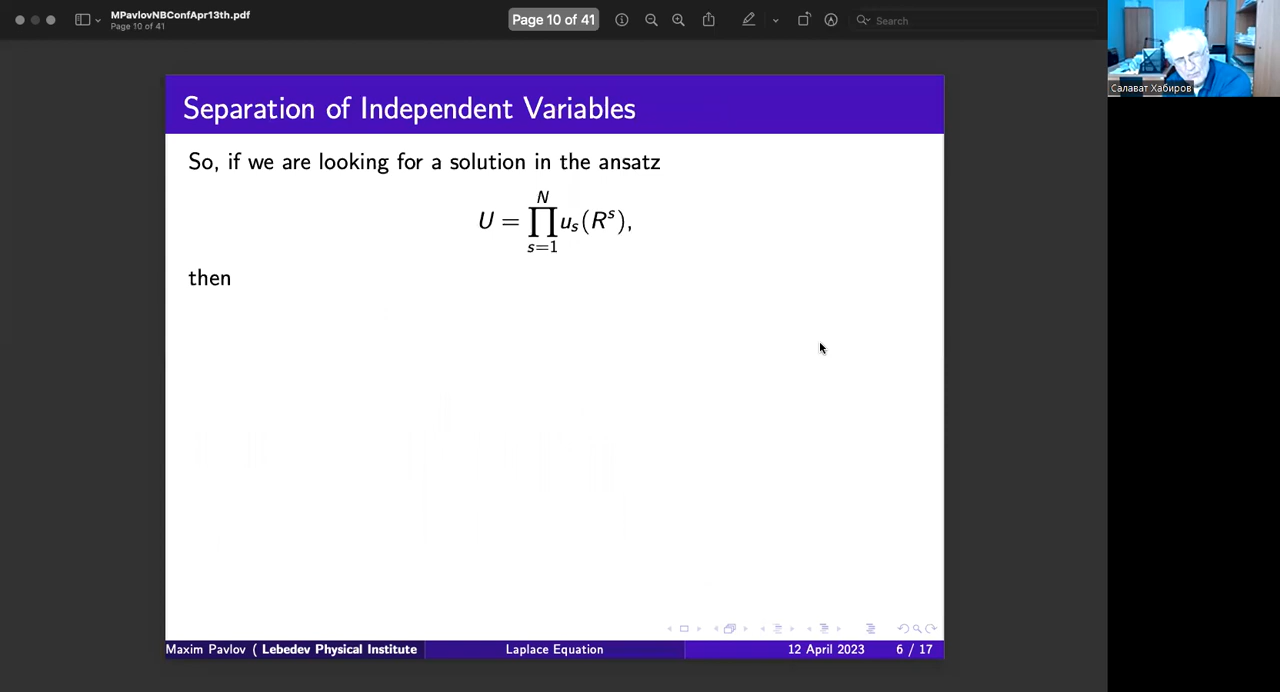 MPavlovNBConfApr13th.pdf
Page 10 of 41
Page 10 of 41
Search
Салават Хабиров
Separation of Independent Variables
So, if we are looking for a solution in the ansatz
U = ∏_{s=1}^{N} u_s(R^s),
then
Maxim Pavlov ( Lebedev Physical Institute
Laplace Equation
12 April 2023
6 / 17